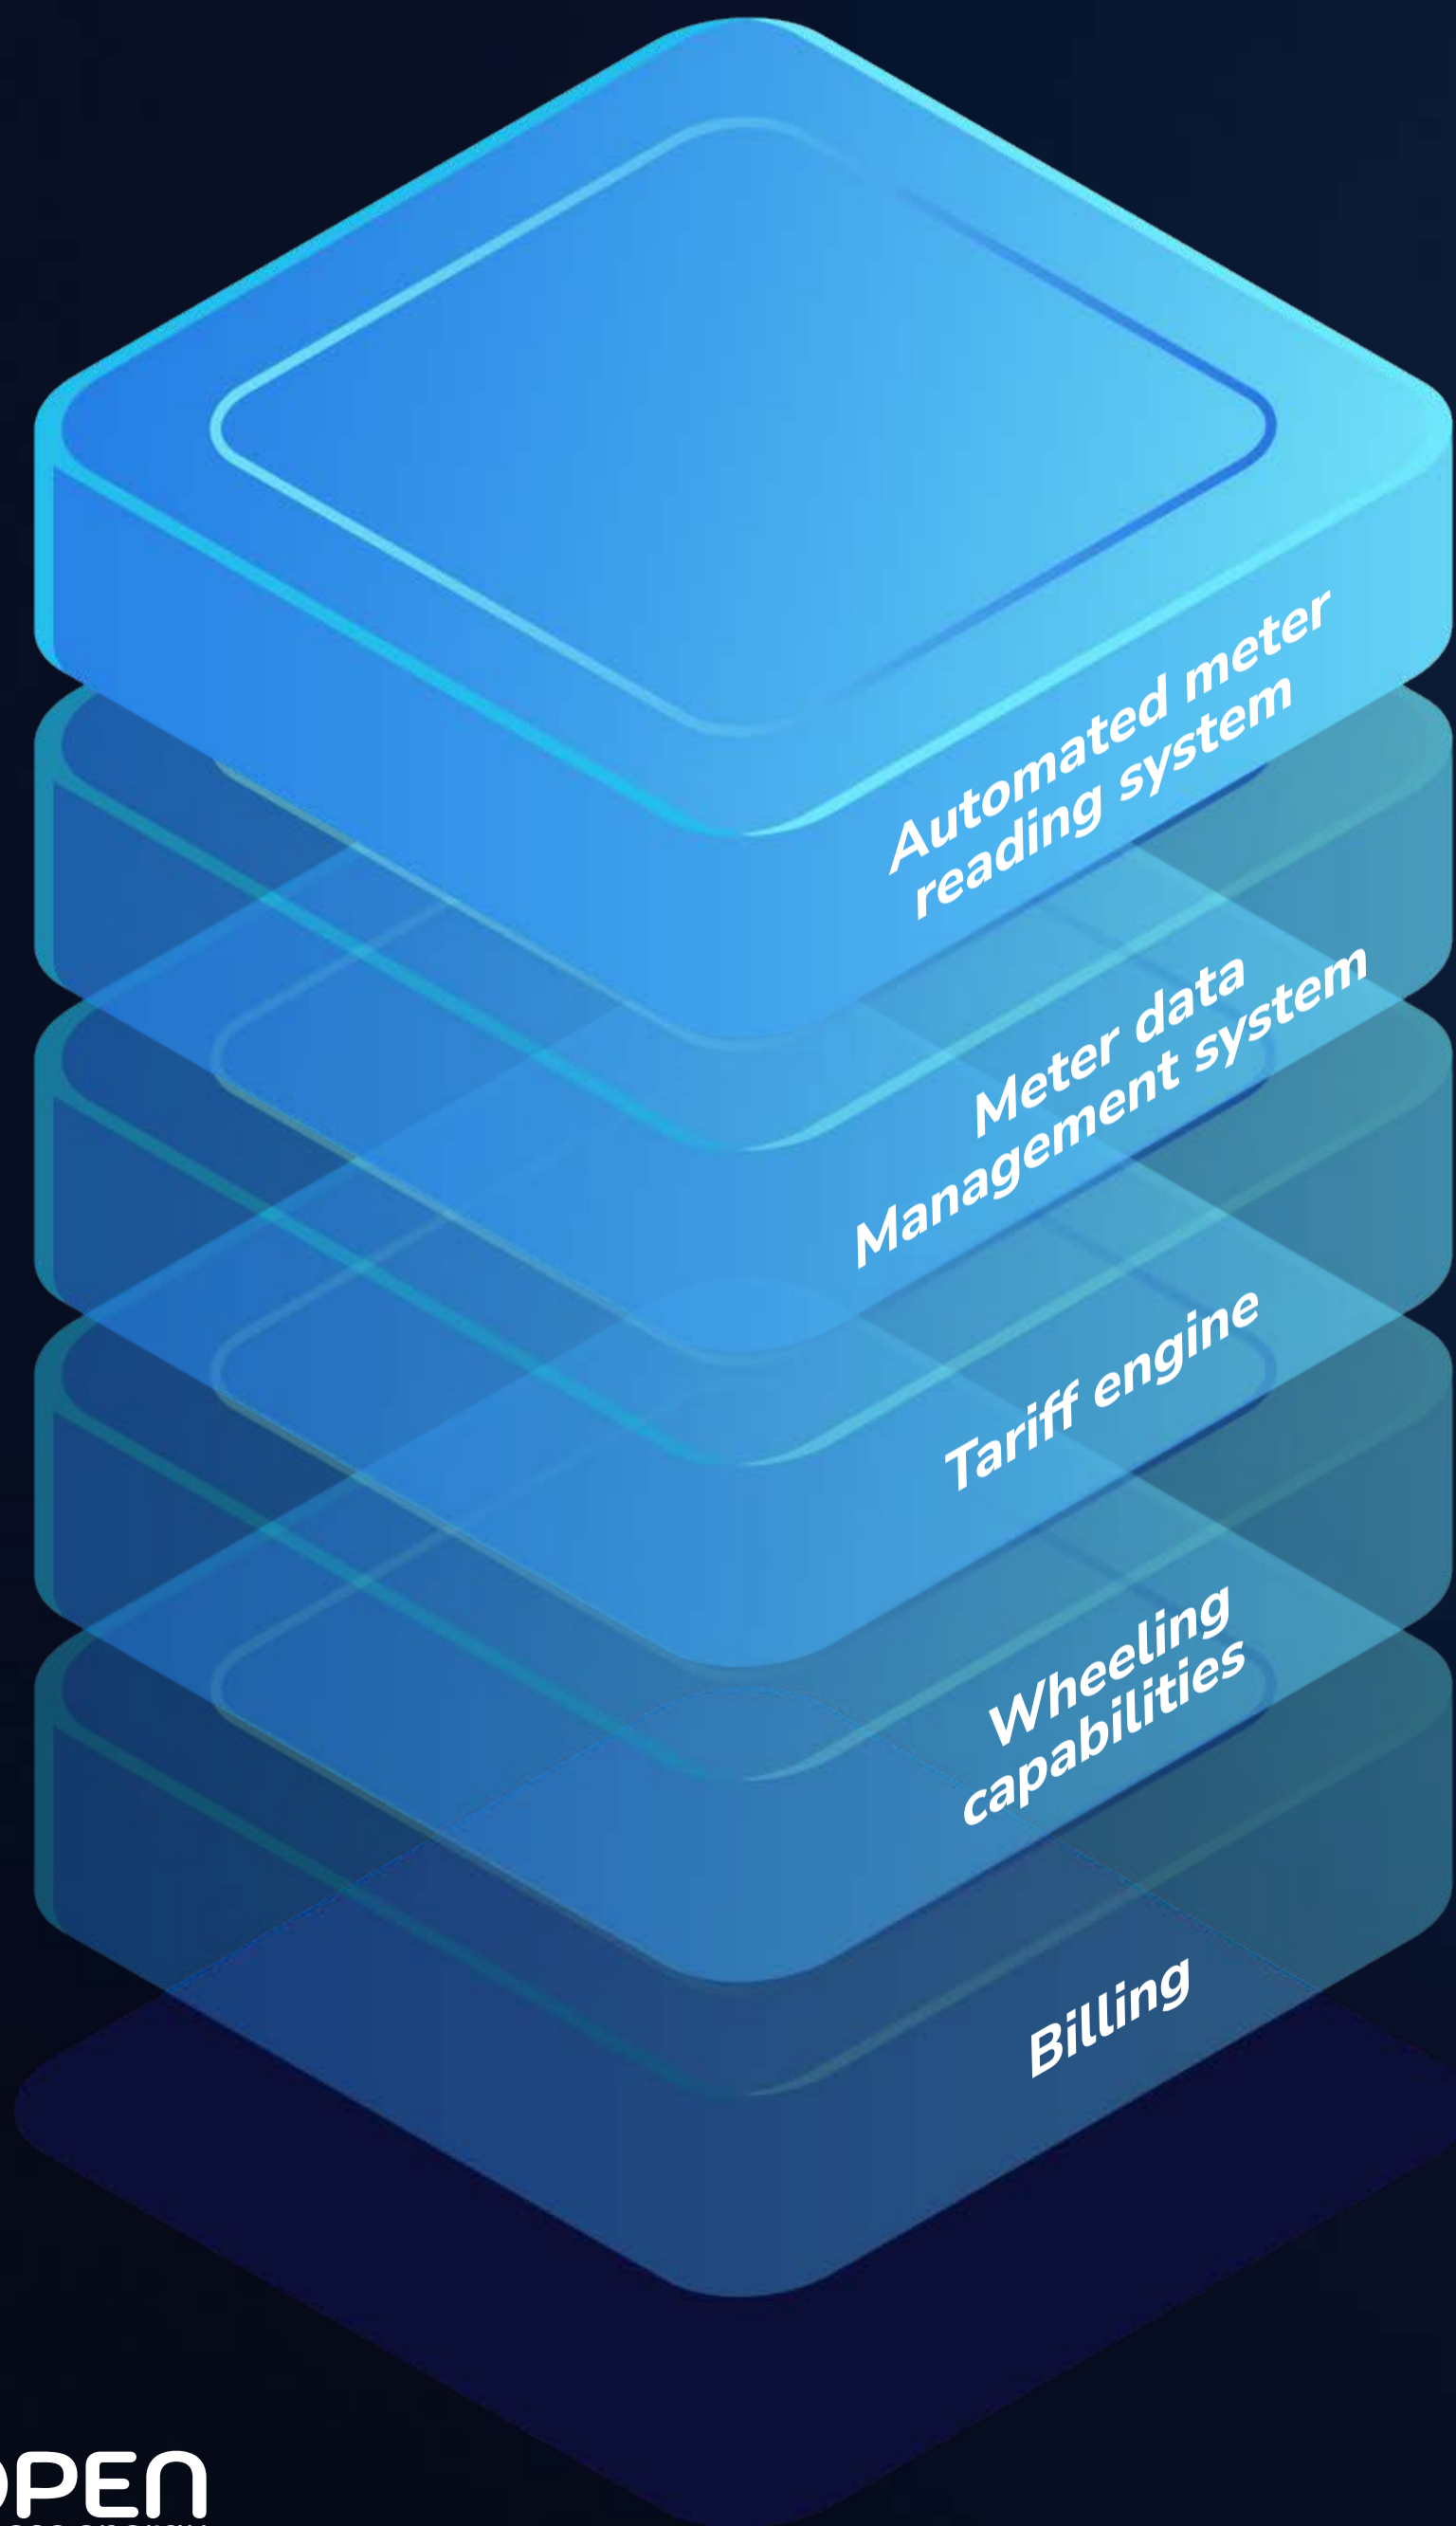 Automated meter
reading system
Meter data
Management system
Tariff engine
Wheeling
capabilities
Billing
OPEN